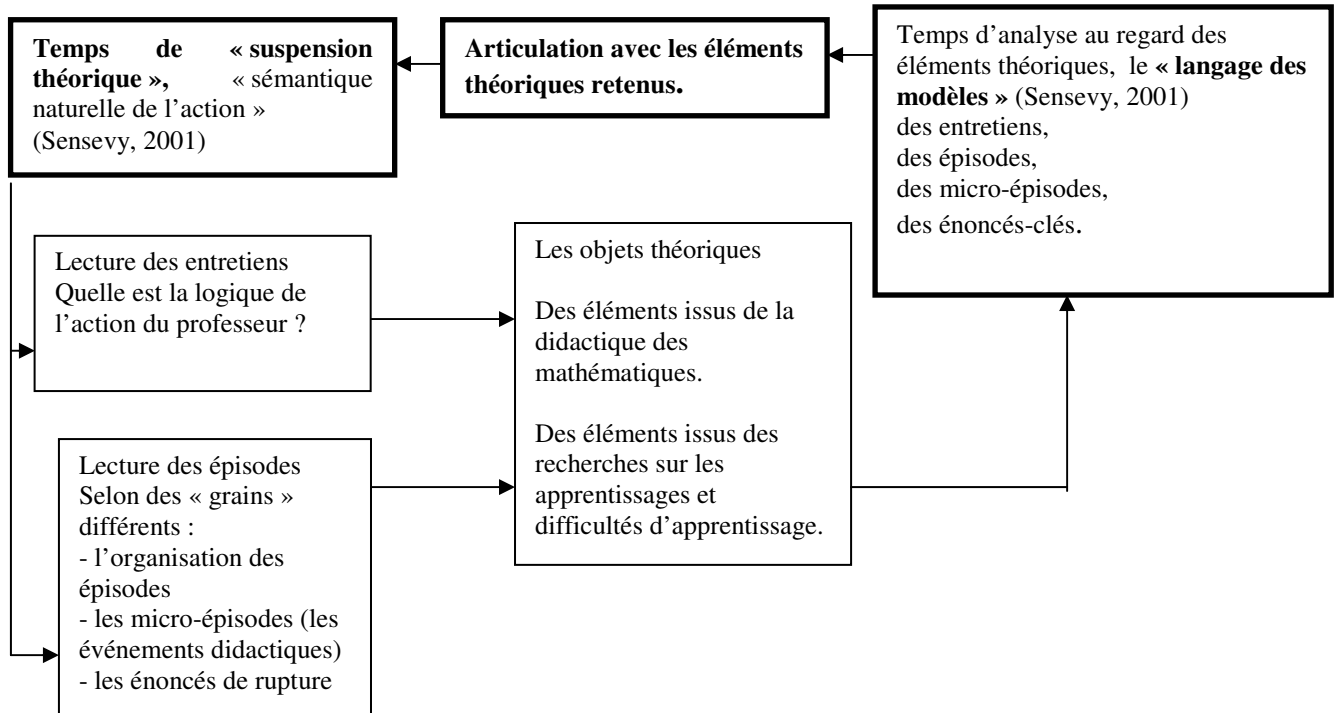 Temps de « suspension
théorique », « sémantique
naturelle de l’action »
(Sensevy, 2001)
Articulation avec les éléments
théoriques retenus.
Temps d’analyse au regard des
éléments théoriques, le « langage des
modèles » (Sensevy, 2001)
des entretiens,
des épisodes,
des micro-épisodes,
des énoncés-clés.
Lecture des entretiens
Quelle est la logique de
l’action du professeur ?
Les objets théoriques
Des éléments issus de la
didactique des
mathématiques.
Des éléments issus des
recherches sur les
apprentissages et
difficultés d’apprentissage.
Lecture des épisodes
Selon des « grains »
différents :
- l’organisation des
épisodes
- les micro-épisodes (les
événements didactiques)
- les énoncés de rupture